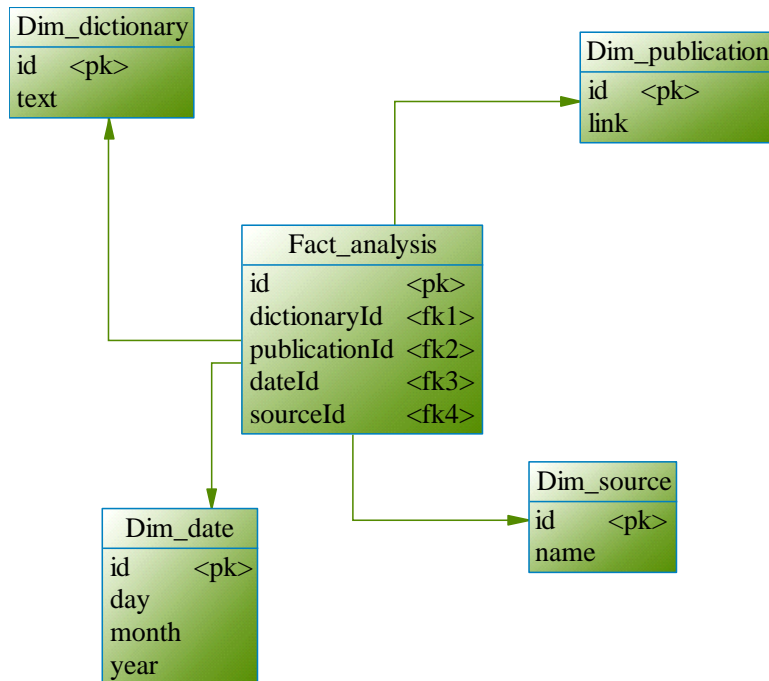 Dim_dictionary
id <pk>
text
Dim_publication
id <pk>
link
Fact_analysis
id <pk>
dictionaryId <fk1>
publicationId <fk2>
dateId <fk3>
sourceId <fk4>
Dim_source
id <pk>
name
Dim_date
id <pk>
day
month
year